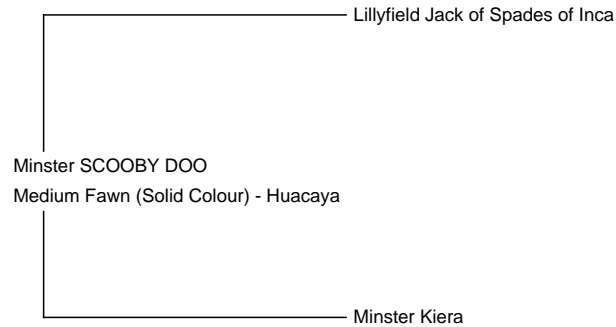 Lillyfield Jack of Spades of Inca
Minster SCOOBY DOO
Medium Fawn (Solid Colour) - Huacaya
Minster Kiera